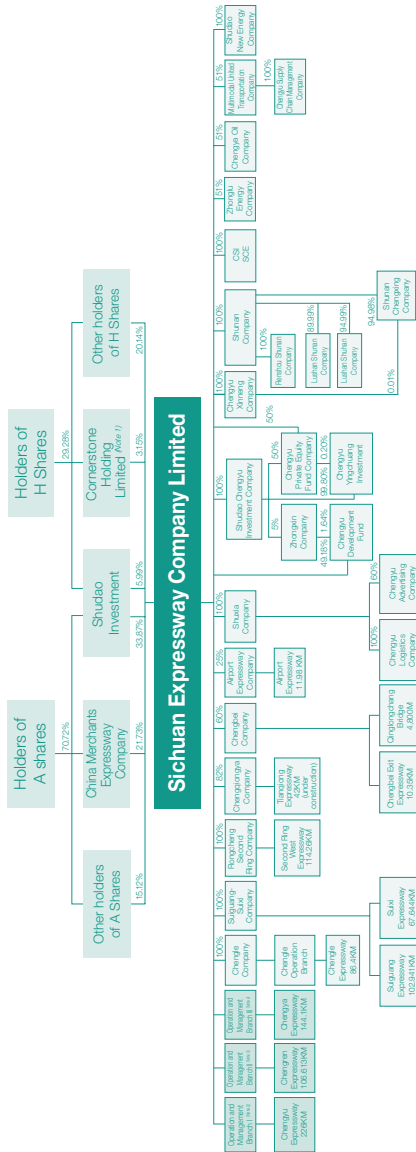 Holders of
A shares
Holders of
H Shares
70.72%
29.28%
Other holders
of A Shares
China Merchants
Expressway
Company
Shudao
Investment
Cornerstone
Holding
Limited (Note 1)
Other holders
of H Shares
15.12%
21.73%
33.87%
5.99%
3.15%
20.14%
Sichuan Expressway Company Limited
Operation and
Management
Branch I
Chengyu
Expressway
226KM
Operation and
Management
Branch II
Chengren
Expressway
106.613KM
Operation and
Management
Branch III
Chengya
Expressway
144.1KM
100%
Chengle
Company
Chengle
Operation
Branch
Chengle
Expressway
86.4KM
100%
Suiguang-
Suixi
Company
Suiguang
Expressway
102.941KM
Suixi
Expressway
67.644KM
100%
Rongcheng
Second
Ring Company
Second Ring
West
Expressway
114.26KM
82%
Chengqiongya
Company
Tianqiong
Expressway
42KM
(under
construction)
60%
Chengbei
Company
Chengbei Exit
Expressway
10.35KM
Qinglongchang
Bridge
4,800M
25%
Airport
Expressway
Company
Airport
Expressway
11.98 KM
100%
Shuxia
Company
100%
Chengyu
Logistics
Company
60%
Chengyu
Advertising
Company
100%
Shudao Chengyu
Investment Company
5%
50%
50%
Zhongxin
Company
Chengyu
Private Equity
Fund Company
49.18%
1.64%
99.80%
0.20%
Chengyu
Development
Fund
Chengyu
Yingchuang
Investment
100%
Chengyu
Xinneng
Company
0.01%
100%
Shunan
Company
100%
Renshou Shunan
Company
89.99%
Lushan Shunan
Company
94.99%
Lushan Shuhan
Company
94.98%
Shunan
Chengxing
Company
100%
CSI
SCE
51%
Zhonglu
Energy
Company
51%
Chengya Oil
Company
51%
Multimodal United
Transportation
Company
100%
Chengyu Supply
Chain Management
Company
100%
Shudao
New Energy
Company